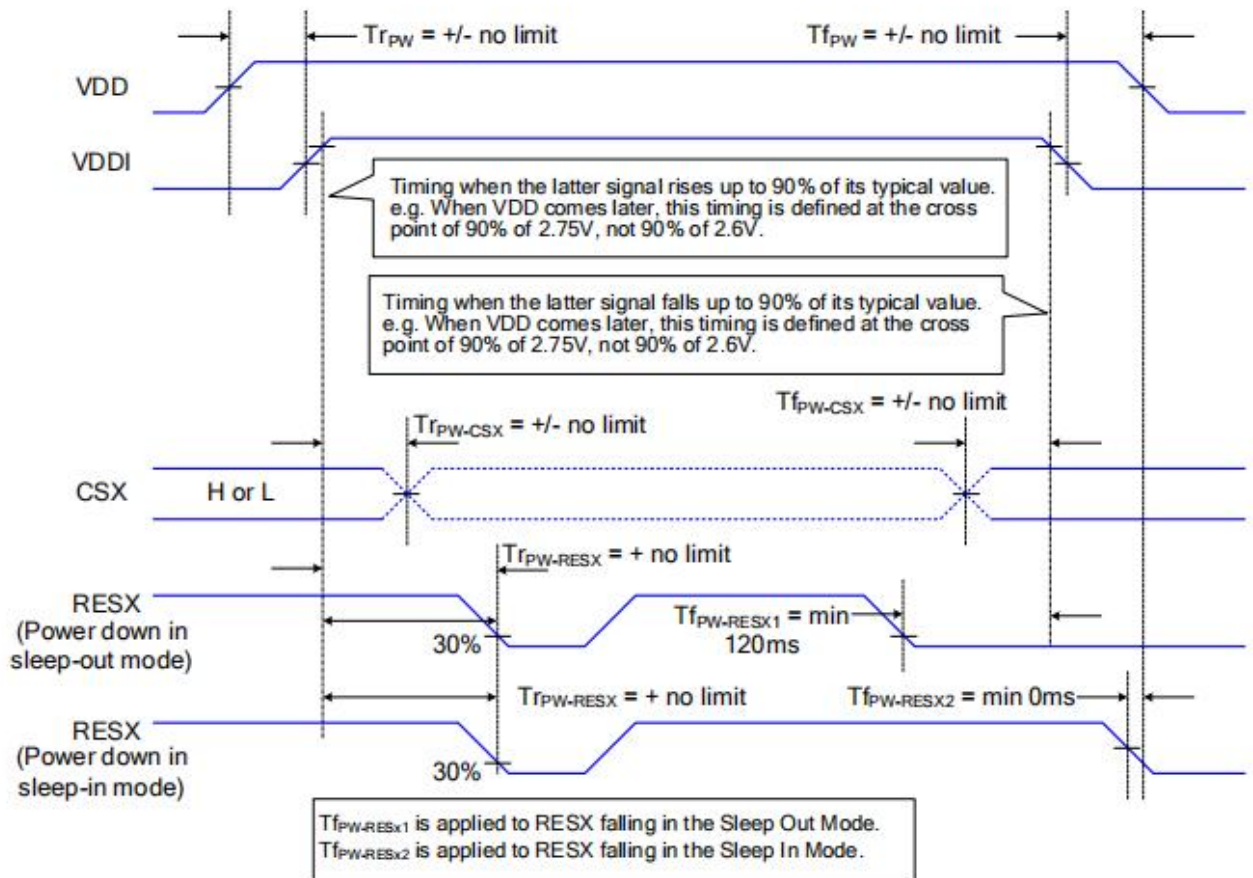 Tr_PW = +/- no limit
Tf_PW = +/- no limit
VDD
VDDI
Timing when the latter signal rises up to 90% of its typical value.
e.g. When VDD comes later, this timing is defined at the cross
point of 90% of 2.75V, not 90% of 2.6V.
Timing when the latter signal falls up to 90% of its typical value.
e.g. When VDD comes later, this timing is defined at the cross
point of 90% of 2.75V, not 90% of 2.6V.
Tf_PW-CSX = +/- no limit
Tr_PW-CSX = +/- no limit
CSX
H or L
Tr_PW-RESX = + no limit
RESX
(Power down in
sleep-out mode)
30%
Tf_PW-RESX1 = min
120ms
Tr_PW-RESX = + no limit
Tf_PW-RESX2 = min 0ms
RESX
(Power down in
sleep-in mode)
30%
Tf_PW-RESx1 is applied to RESX falling in the Sleep Out Mode.
Tf_PW-RESx2 is applied to RESX falling in the Sleep In Mode.